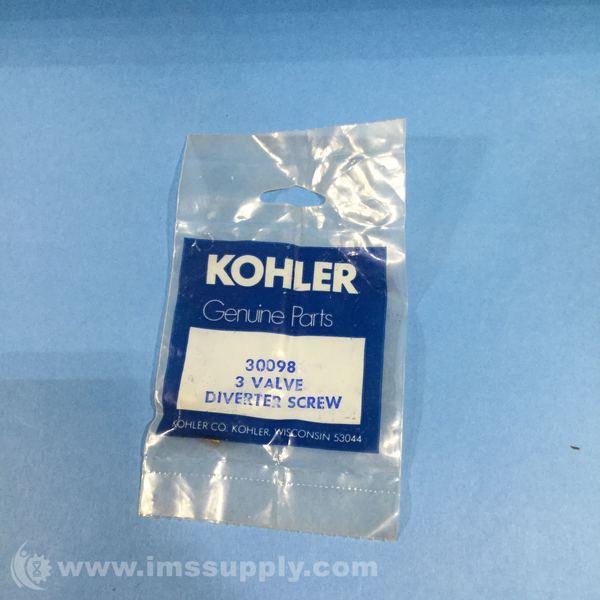 KOHLER
Genuine Parts
30098
3 VALVE
DIVERTER SCREW
KOHLER CO. KOHLER, WISCONSIN 53044
www.imssupply.com